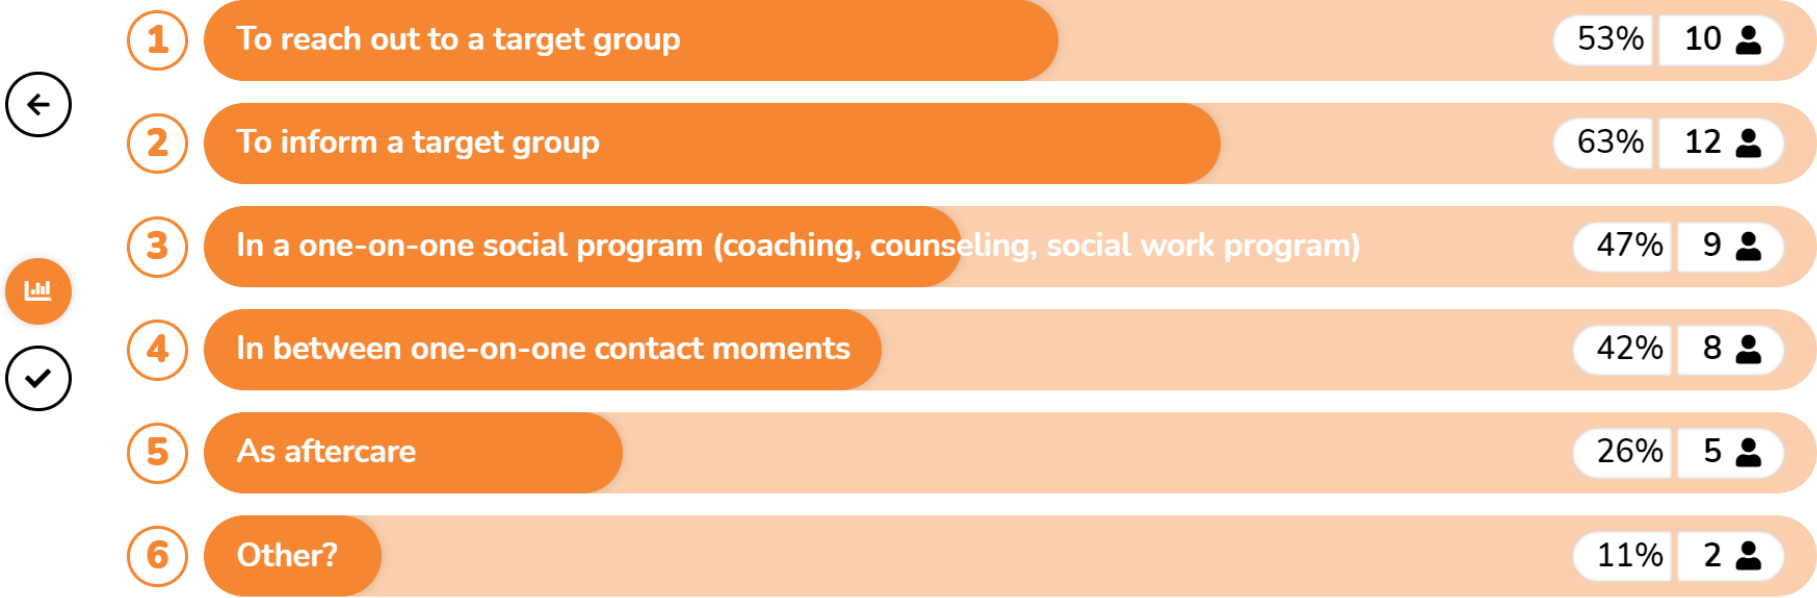 1 To reach out to a target group 53% 10
2 To inform a target group 63% 12
3 In a one-on-one social program (coaching, counseling, social work program) 47% 9
4 In between one-on-one contact moments 42% 8
5 As aftercare 26% 5
6 Other? 11% 2